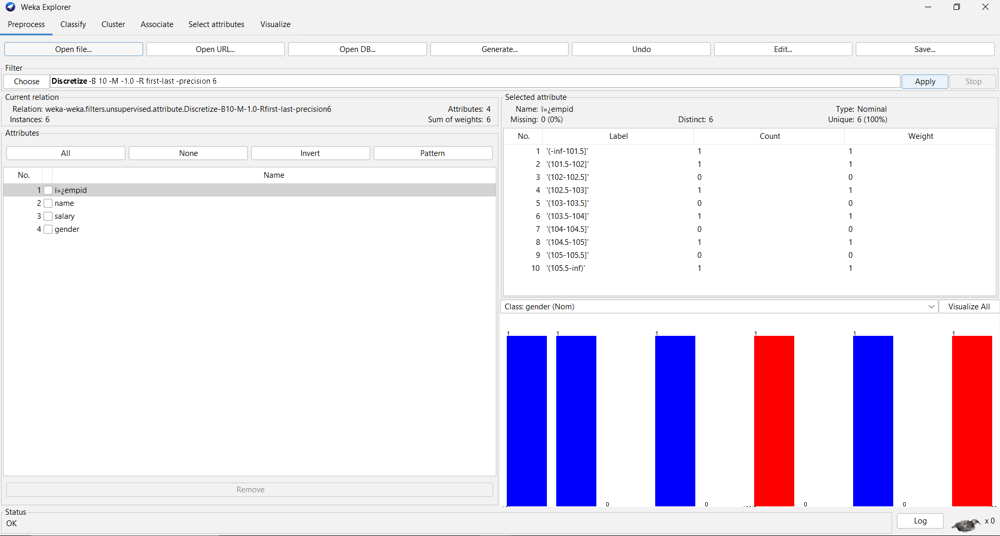 Weka Explorer
Preprocess Classify Cluster Associate Select attributes Visualize
Open file... Open URL... Open DB... Generate... Undo Edit... Save...
Filter
Choose Discretize -B 10 -M -1.0 -R first-last -precision 6 Apply Stop
Current relation
Relation: weka-weka.filters.unsupervised.attribute.Discretize-B10-M-1.0-Rfirst-last-precision6 Attributes: 4
Instances: 6 Sum of weights: 6
Attributes
All None Invert Pattern
No. Name
1 ï»¿empid
2 name
3 salary
4 gender
Remove
Selected attribute
Name: ï»¿empid Type: Nominal
Missing: 0 (0%) Distinct: 6 Unique: 6 (100%)
No. Label Count Weight
1 '(-inf-101.5]' 1 1
2 '(101.5-102]' 1 1
3 '(102-102.5]' 0 0
4 '(102.5-103]' 1 1
5 '(103-103.5]' 0 0
6 '(103.5-104]' 1 1
7 '(104-104.5]' 0 0
8 '(104.5-105]' 1 1
9 '(105-105.5]' 0 0
10 '(105.5-inf)' 1 1
Class: gender (Nom) Visualize All
1 1 1 1 1 1
0 0 0 0
Status
OK
Log x 0